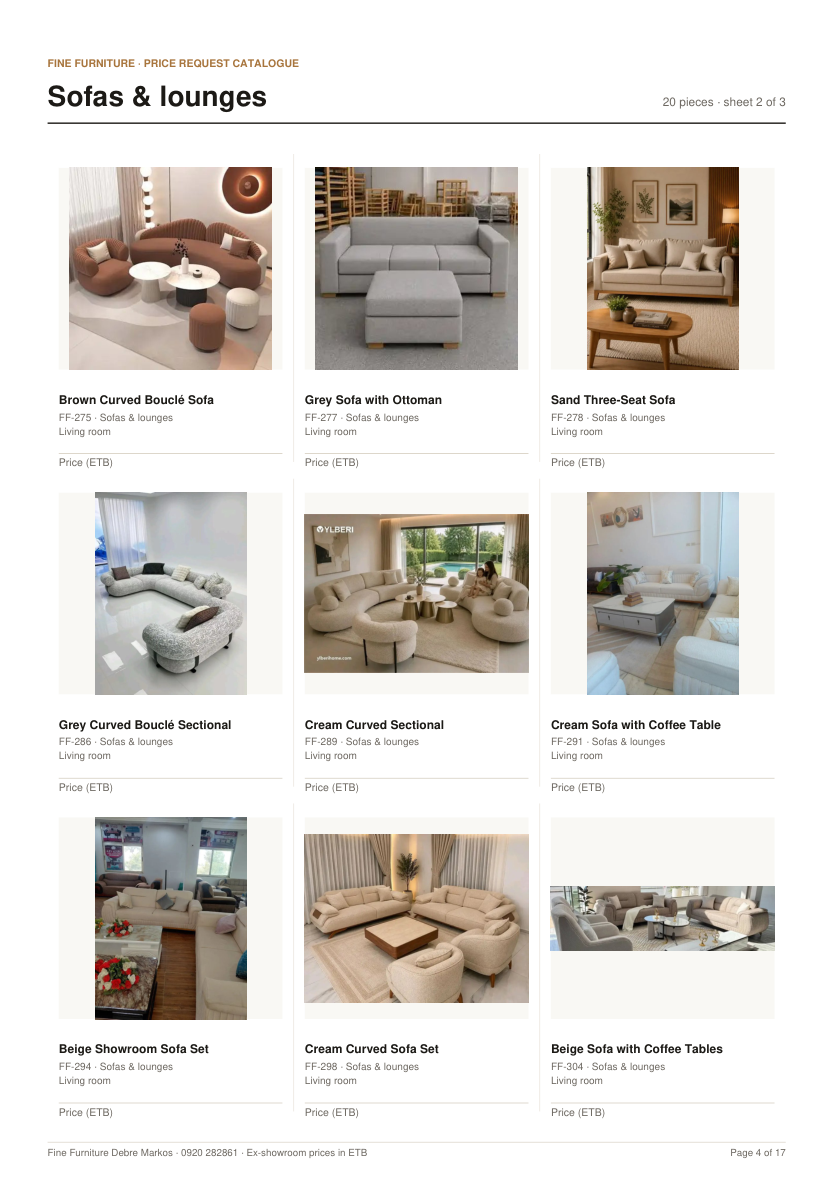 FINE FURNITURE · PRICE REQUEST CATALOGUE
Sofas & lounges
20 pieces · sheet 2 of 3
Brown Curved Bouclé Sofa
FF-275 · Sofas & lounges
Living room
Price (ETB)
Grey Sofa with Ottoman
FF-277 · Sofas & lounges
Living room
Price (ETB)
Sand Three-Seat Sofa
FF-278 · Sofas & lounges
Living room
Price (ETB)
YLBERI
ylberihome.com
Grey Curved Bouclé Sectional
FF-286 · Sofas & lounges
Living room
Price (ETB)
Cream Curved Sectional
FF-289 · Sofas & lounges
Living room
Price (ETB)
Cream Sofa with Coffee Table
FF-291 · Sofas & lounges
Living room
Price (ETB)
Beige Showroom Sofa Set
FF-294 · Sofas & lounges
Living room
Price (ETB)
Cream Curved Sofa Set
FF-298 · Sofas & lounges
Living room
Price (ETB)
Beige Sofa with Coffee Tables
FF-304 · Sofas & lounges
Living room
Price (ETB)
Fine Furniture Debre Markos · 0920 282861 · Ex-showroom prices in ETB
Page 4 of 17